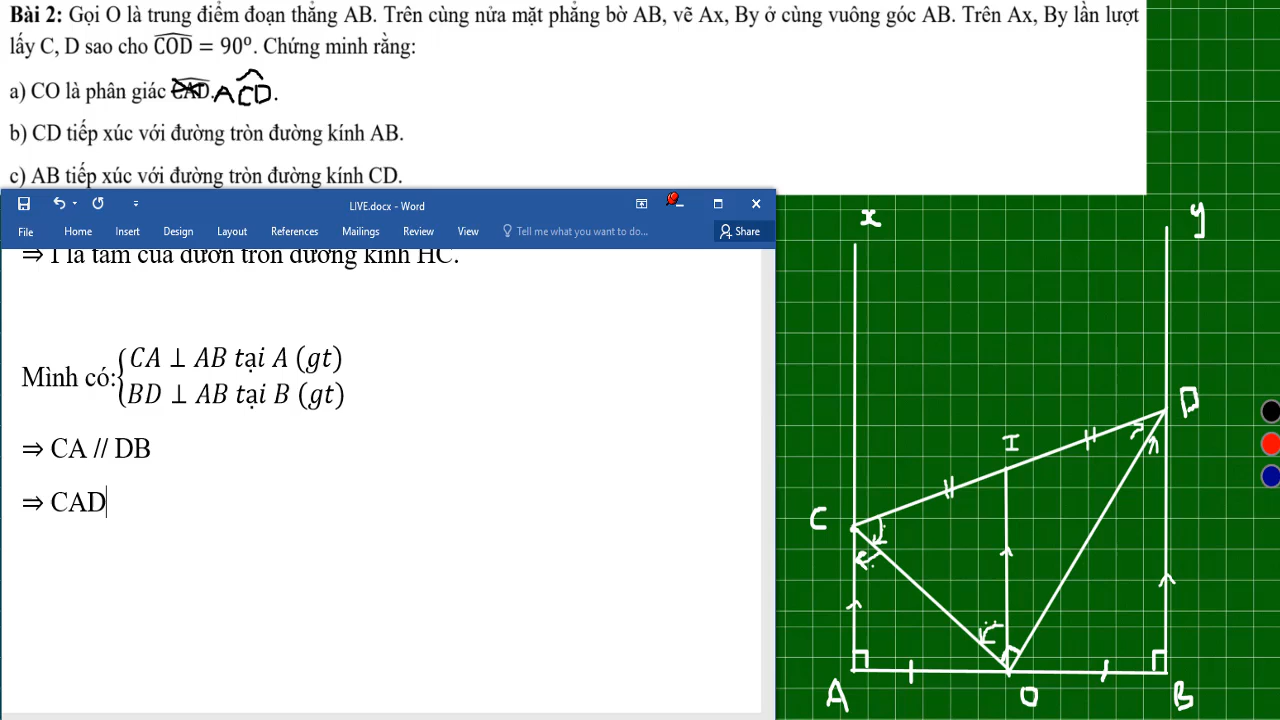 Bài 2: Gọi O là trung điểm đoạn thẳng AB. Trên cùng nửa mặt phẳng bờ AB, vẽ Ax, By ở cùng vuông góc AB. Trên Ax, By lần lượt
lấy C, D sao cho \widehat{COD} = 90°. Chứng minh rằng:
a) CO là phân giác CAD. ACD.
b) CD tiếp xúc với đường tròn đường kính AB.
c) AB tiếp xúc với đường tròn đường kính CD.
LIVE.docx - Word
File Home Insert Design Layout References Mailings Review View Tell me what you want to do... Share
⇒ I là tâm của đườn tròn đường kính HC.
Mình có: { CA ⊥ AB tại A (gt)
BD ⊥ AB tại B (gt)
⇒ CA // DB
⇒ CAD
x
y
D
I
C
A
O
B